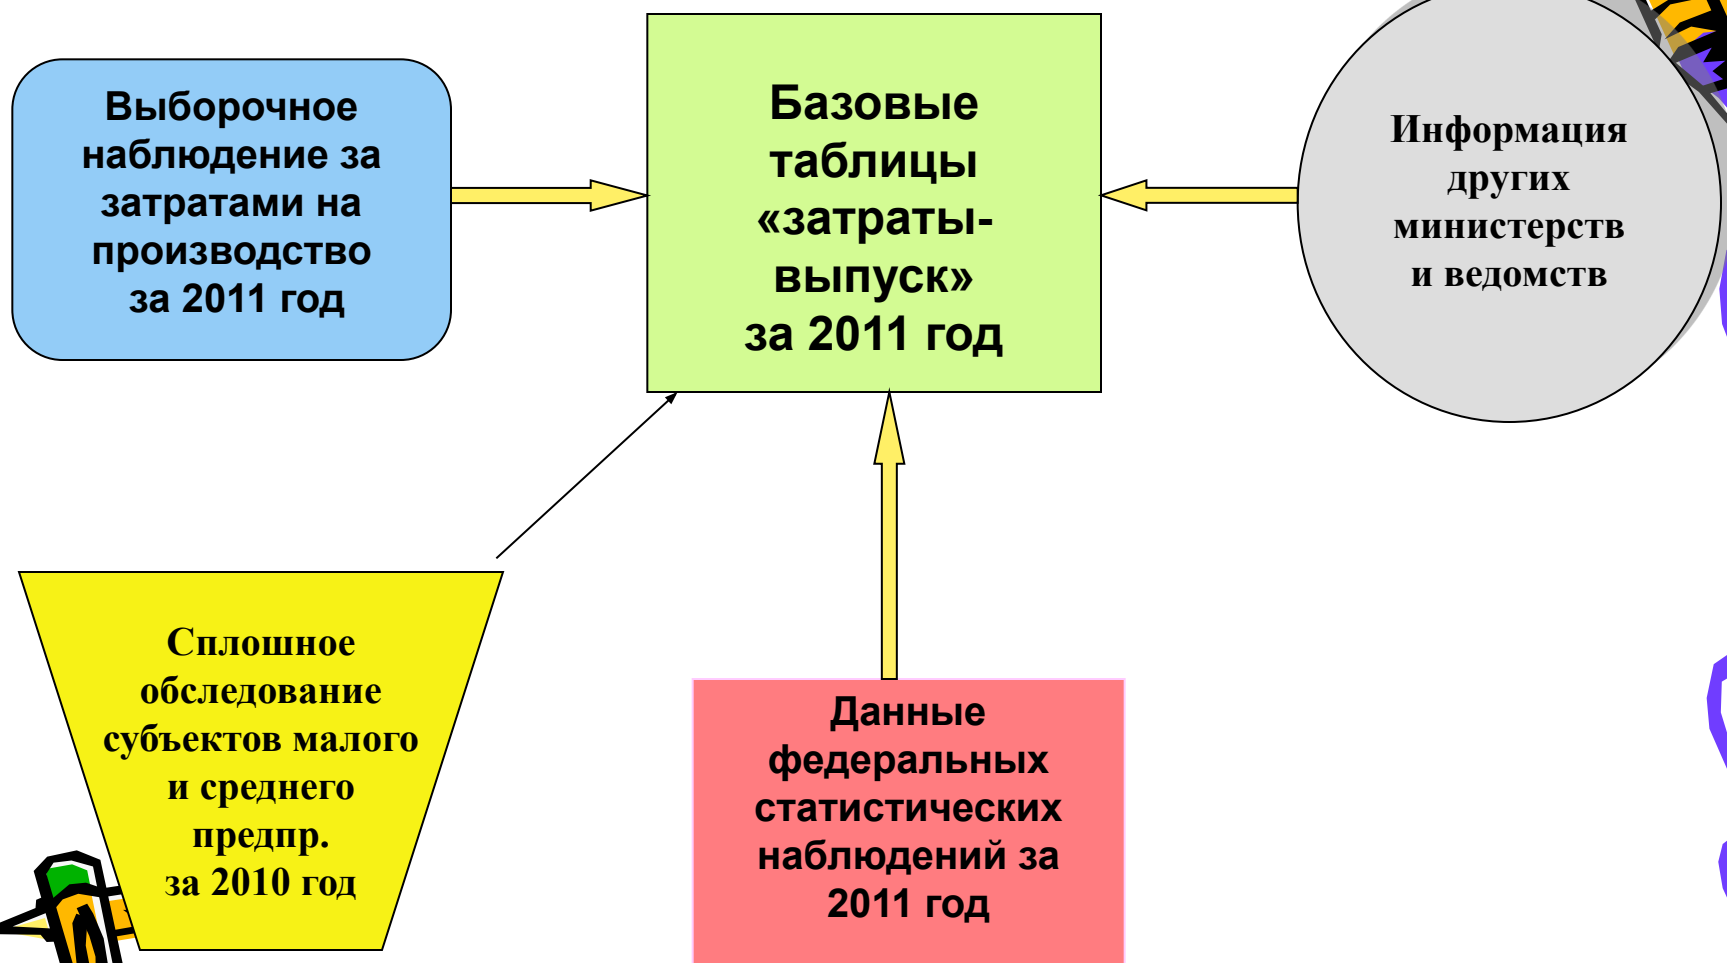 Выборочное
наблюдение за
затратами на
производство
за 2011 год
Базовые
таблицы
«затраты-
выпуск»
за 2011 год
Информация
других
министерств
и ведомств
Сплошное
обследование
субъектов малого
и среднего
предпр.
за 2010 год
Данные
федеральных
статистических
наблюдений за
2011 год